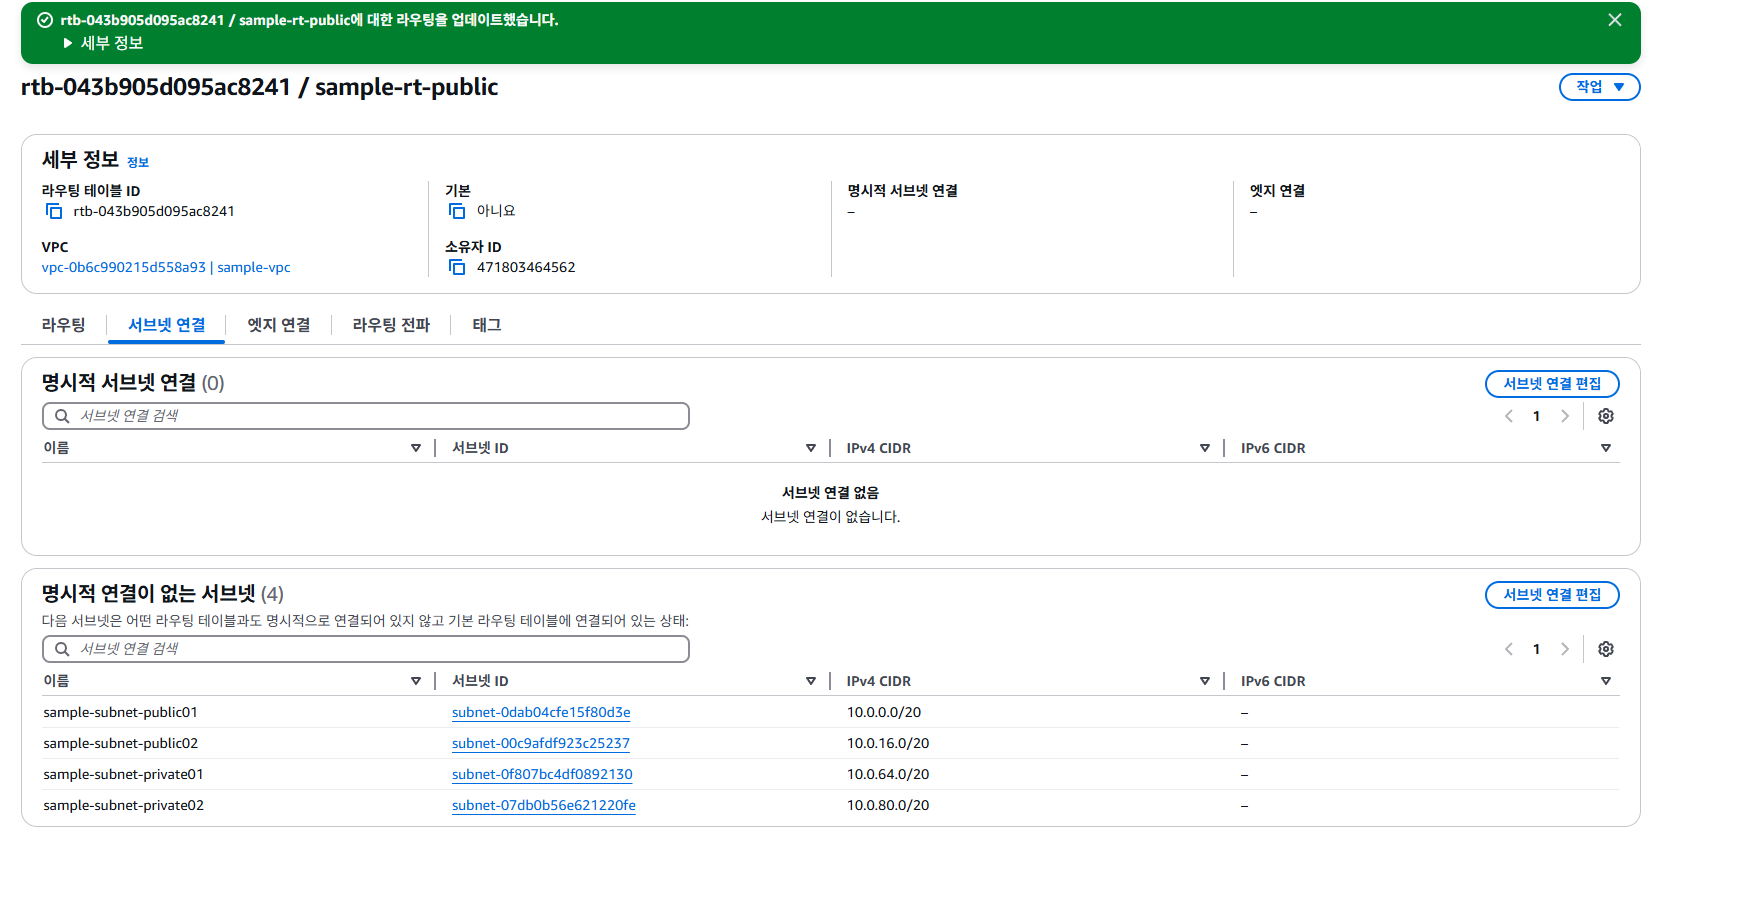 rtb-043b905d095ac8241 / sample-rt-public에 대한 라우팅을 업데이트했습니다.
세부 정보
rtb-043b905d095ac8241 / sample-rt-public
작업
세부 정보 정보
라우팅 테이블 ID
rtb-043b905d095ac8241
기본
아니요
명시적 서브넷 연결
–
엣지 연결
–
VPC
vpc-0b6c990215d558a93 | sample-vpc
소유자 ID
471803464562
라우팅 서브넷 연결 엣지 연결 라우팅 전파 태그
명시적 서브넷 연결 (0)
서브넷 연결 편집
서브넷 연결 검색
1
이름 서브넷 ID IPv4 CIDR IPv6 CIDR
서브넷 연결 없음
서브넷 연결이 없습니다.
명시적 연결이 없는 서브넷 (4)
서브넷 연결 편집
다음 서브넷은 어떤 라우팅 테이블과도 명시적으로 연결되어 있지 않고 기본 라우팅 테이블에 연결되어 있는 상태:
서브넷 연결 검색
1
이름 서브넷 ID IPv4 CIDR IPv6 CIDR
sample-subnet-public01 subnet-0dab04cfe15f80d3e 10.0.0.0/20 –
sample-subnet-public02 subnet-00c9afdf923c25237 10.0.16.0/20 –
sample-subnet-private01 subnet-0f807bc4df0892130 10.0.64.0/20 –
sample-subnet-private02 subnet-07db0b56e621220fe 10.0.80.0/20 –